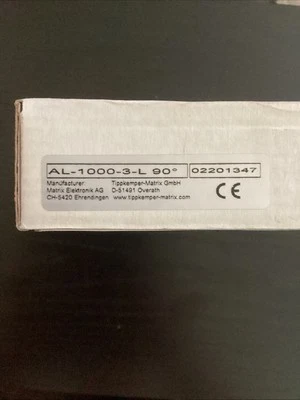 AL-1000-3-L 90° 02201347
Manufacturer Tippkemper-Matrix GmbH
Matrix Elektronik AG D-51491 Overath
CH-5420 Ehrendingen www.tippkemper-matrix.com
CE